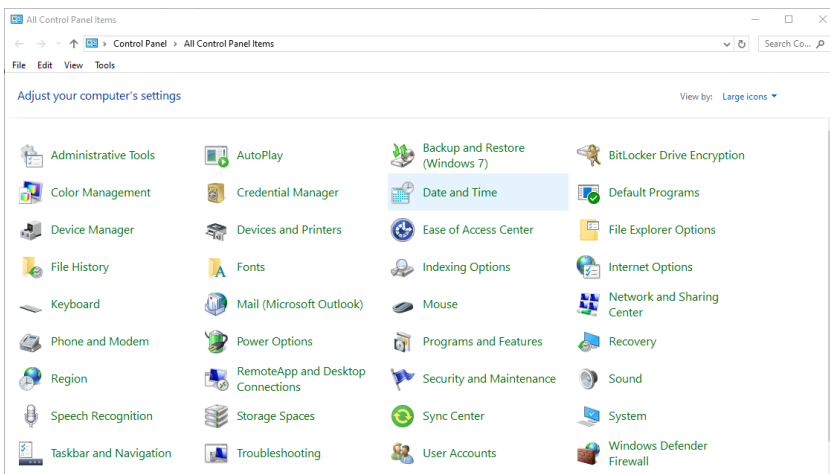 All Control Panel Items
Control Panel > All Control Panel Items
Search Co...
File Edit View Tools
Adjust your computer's settings
View by: Large icons
Administrative Tools
AutoPlay
Backup and Restore
(Windows 7)
BitLocker Drive Encryption
Color Management
Credential Manager
Date and Time
Default Programs
Device Manager
Devices and Printers
Ease of Access Center
File Explorer Options
File History
Fonts
Indexing Options
Internet Options
Keyboard
Mail (Microsoft Outlook)
Mouse
Network and Sharing
Center
Phone and Modem
Power Options
Programs and Features
Recovery
Region
RemoteApp and Desktop
Connections
Security and Maintenance
Sound
Speech Recognition
Storage Spaces
Sync Center
System
Taskbar and Navigation
Troubleshooting
User Accounts
Windows Defender
Firewall